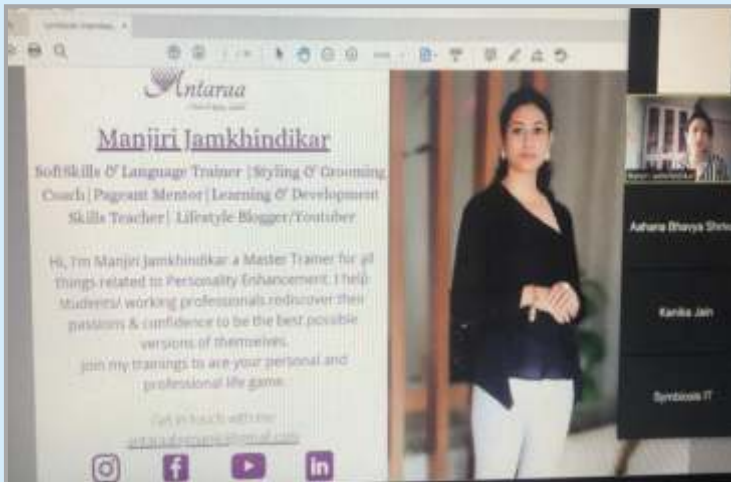 Antaraa
Manjiri Jamkhindikar
SoftSkills & Language Trainer |Styling & Grooming
Coach|Pageant Mentor|Learning & Development
Skills Teacher| Lifestyle Blogger/Youtuber
Hi, I'm Manjiri Jamkhindikar a Master Trainer for all
things related to Personality Enhancement. I help
students/ working professionals rediscover their
passions & confidence to be the best possible
versions of themselves.
Join my trainings to ace your personal and
professional life game.
Get in touch with me
Aahana Bhavya
Kanika Jain
Symbiosis IT